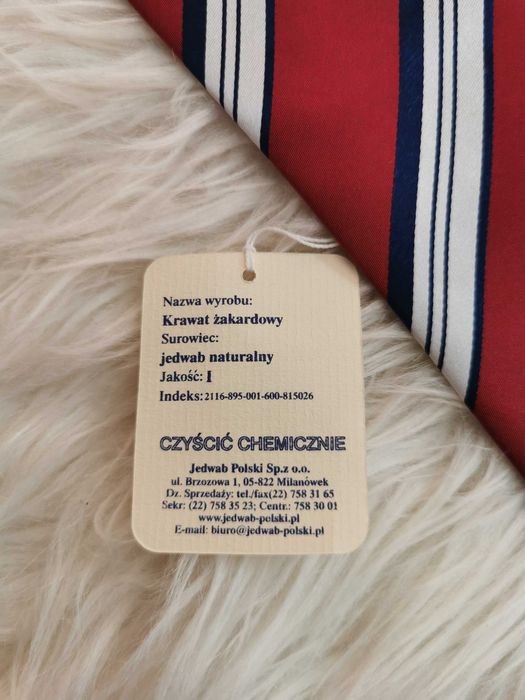 Nazwa wyrobu:
Krawat żakardowy
Surowiec:
jedwab naturalny
Jakość: I
Indeks: 2116-895-001-600-815026
CZYŚCIĆ CHEMICZNIE
Jedwab Polski Sp.z o.o.
ul. Brzozowa 1, 05-822 Milanówek
Dz. Sprzedaży: tel./fax(22) 758 31 65
Sekr: (22) 758 35 23; Centr.: 758 30 01
www.jedwab-polski.pl
E-mail: biuro@jedwab-polski.pl